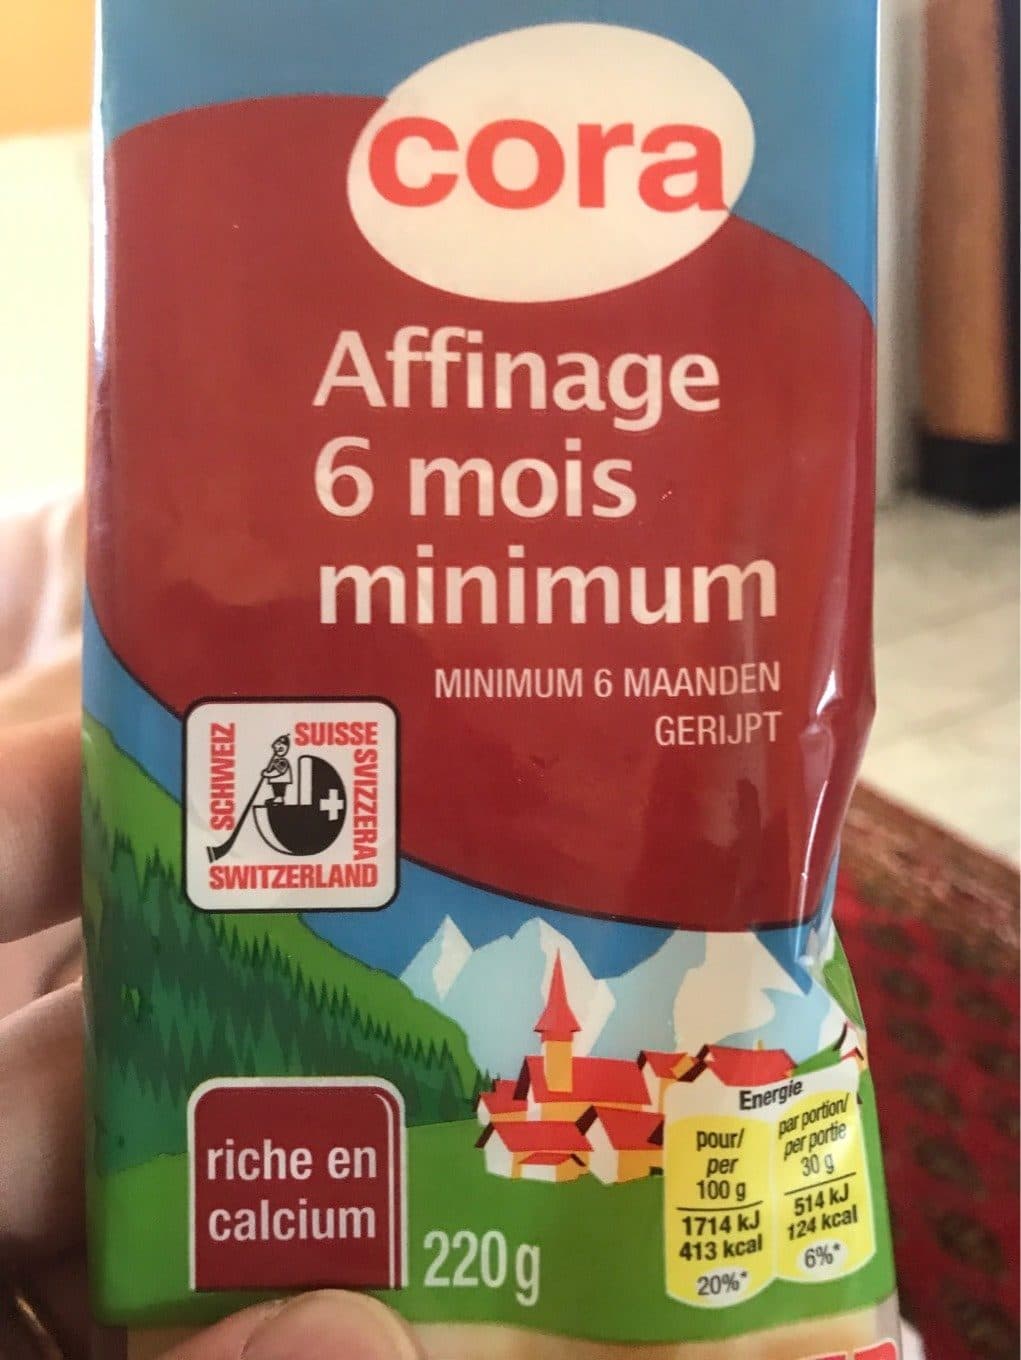 cora
Affinage
6 mois
minimum
MINIMUM 6 MAANDEN
GERIJPT
SCHWEIZ
SUISSE
SVIZZERA
SWITZERLAND
riche en
calcium
220g
Energie
pour/
per
100 g
1714 kJ
413 kcal
20%*
par portion/
per portie
30 g
514 kJ
124 kcal
6%*